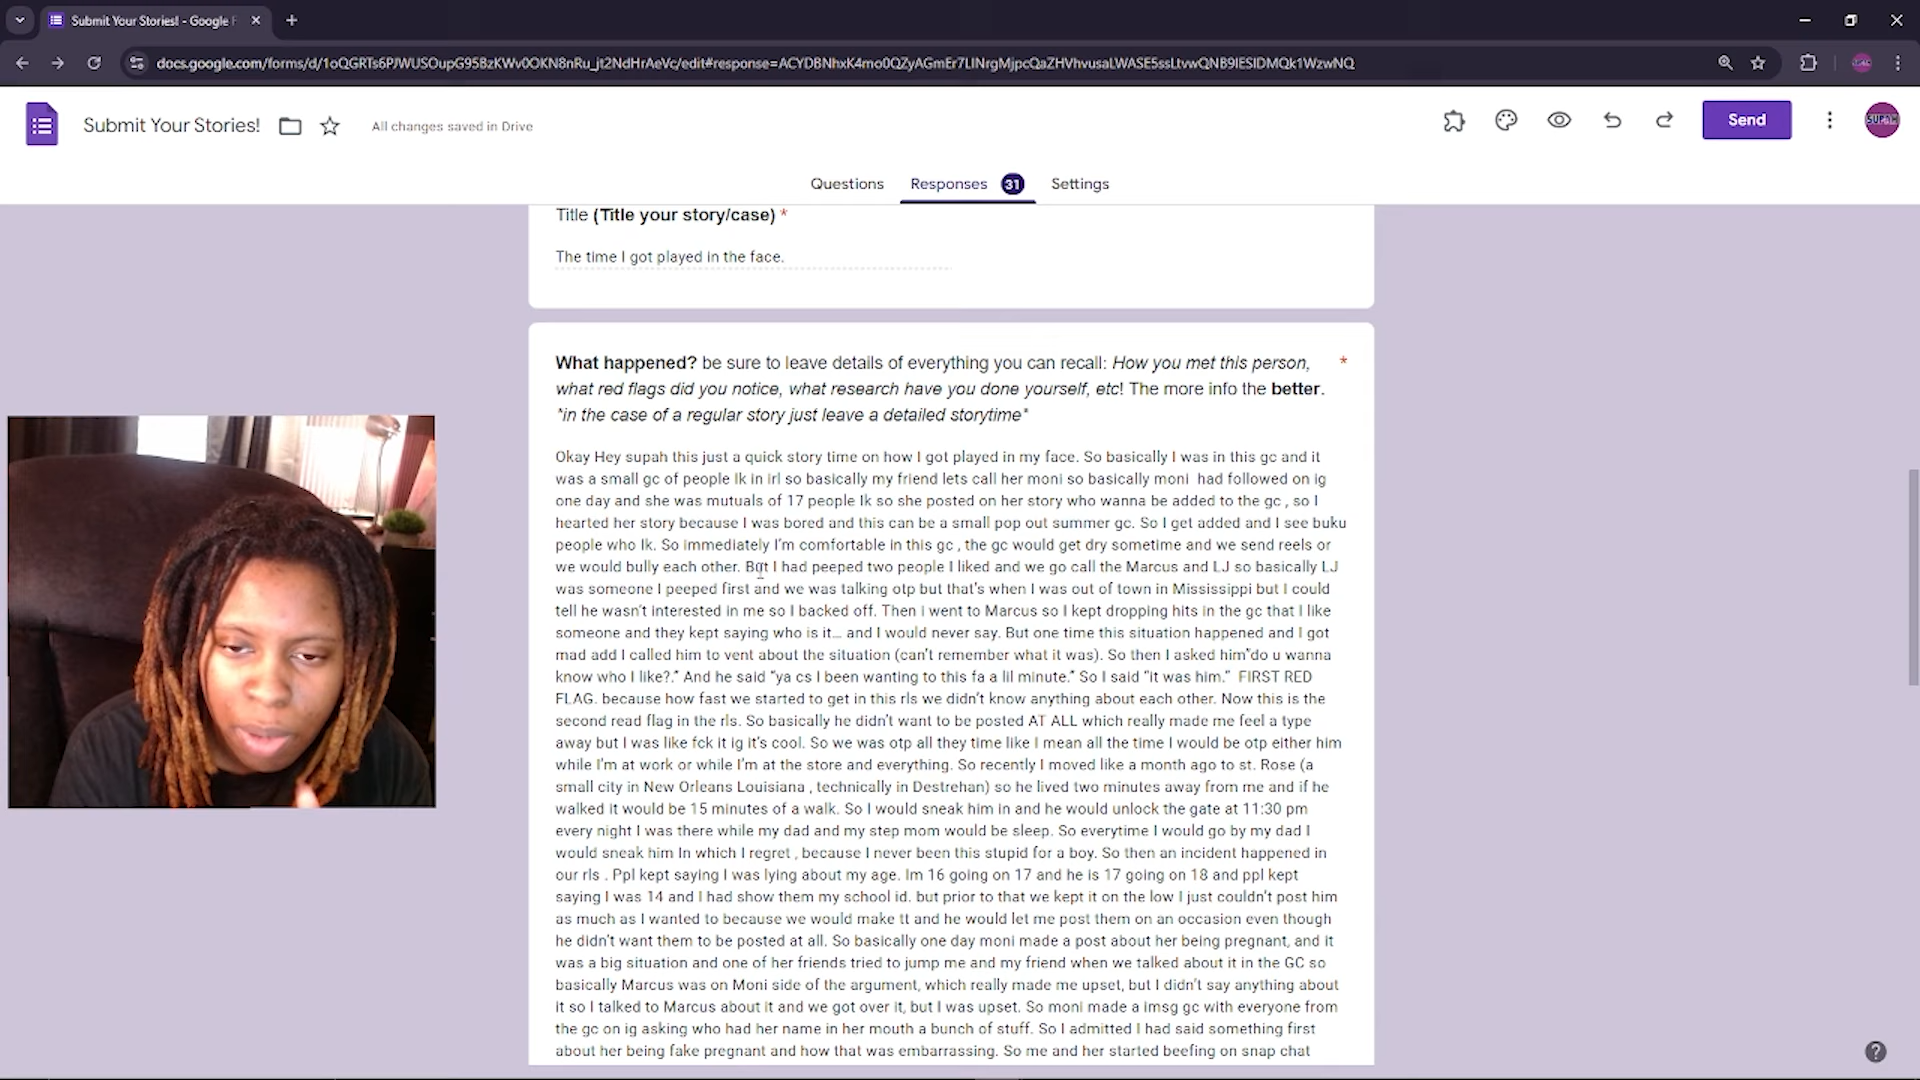 Submit Your Stories! - Google F
docs.google.com/forms/d/1oQGRTs6PJWUSOupG95BzKWv0OKN8nRu_jt2NdHrAeVc/edit#response=ACYDBNhxK4mo0QZyAGmEr7LINrgMjpcQaZHVhvusaLWASE5ssLtvwQNB9IESIDMQk1WzwNQ
Submit Your Stories!
All changes saved in Drive
Send
SUPAH
Questions
Responses 31
Settings
Title (Title your story/case) *
The time I got played in the face.
What happened? be sure to leave details of everything you can recall: How you met this person, *
what red flags did you notice, what research have you done yourself, etc! The more info the better.
*in the case of a regular story just leave a detailed storytime*
Okay Hey supah this just a quick story time on how I got played in my face. So basically I was in this gc and it
was a small gc of people Ik in irl so basically my friend lets call her moni so basically moni  had followed on ig
one day and she was mutuals of 17 people Ik so she posted on her story who wanna be added to the gc , so I
hearted her story because I was bored and this can be a small pop out summer gc. So I get added and I see buku
people who Ik. So immediately I'm comfortable in this gc , the gc would get dry sometime and we send reels or
we would bully each other. But I had peeped two people I liked and we go call the Marcus and LJ so basically LJ
was someone I peeped first and we was talking otp but that's when I was out of town in Mississippi but I could
tell he wasn't interested in me so I backed off. Then i went to Marcus so I kept dropping hits in the gc that I like
someone and they kept saying who is it… and I would never say. But one time this situation happened and I got
mad add I called him to vent about the situation (can't remember what it was). So then I asked him"do u wanna
know who I like?." And he said "ya cs I been wanting to this fa a lil minute." So I said "it was him."  FIRST RED
FLAG. because how fast we started to get in this rls we didn't know anything about each other. Now this is the
second read flag in the rls. So basically he didn't want to be posted AT ALL which really made me feel a type
away but I was like fck it ig it's cool. So we was otp all they time like I mean all the time I would be otp either him
while I'm at work or while I'm at the store and everything. So recently I moved like a month ago to st. Rose (a
small city in New Orleans Louisiana , technically in Destrehan) so he lived two minutes away from me and if he
walked it would be 15 minutes of a walk. So I would sneak him in and he would unlock the gate at 11:30 pm
every night I was there while my dad and my step mom would be sleep. So everytime I would go by my dad I
would sneak him In which I regret , because I never been this stupid for a boy. So then an incident happened in
our rls . Ppl kept saying I was lying about my age. Im 16 going on 17 and he is 17 going on 18 and ppl kept
saying I was 14 and I had show them my school id. but prior to that we kept it on the low I just couldn't post him
as much as I wanted to because we would make tt and he would let me post them on an occasion even though
he didn't want them to be posted at all. So basically one day moni made a post about her being pregnant, and it
was a big situation and one of her friends tried to jump me and my friend when we talked about it in the GC so
basically Marcus was on Moni side of the argument, which really made me upset, but I didn't say anything about
it so I talked to Marcus about it and we got over it, but I was upset. So moni made a imsg gc with everyone from
the gc on ig asking who had her name in her mouth a bunch of stuff. So I admitted I had said something first
about her being fake pregnant and how that was embarrassing. So me and her started beefing on snap chat